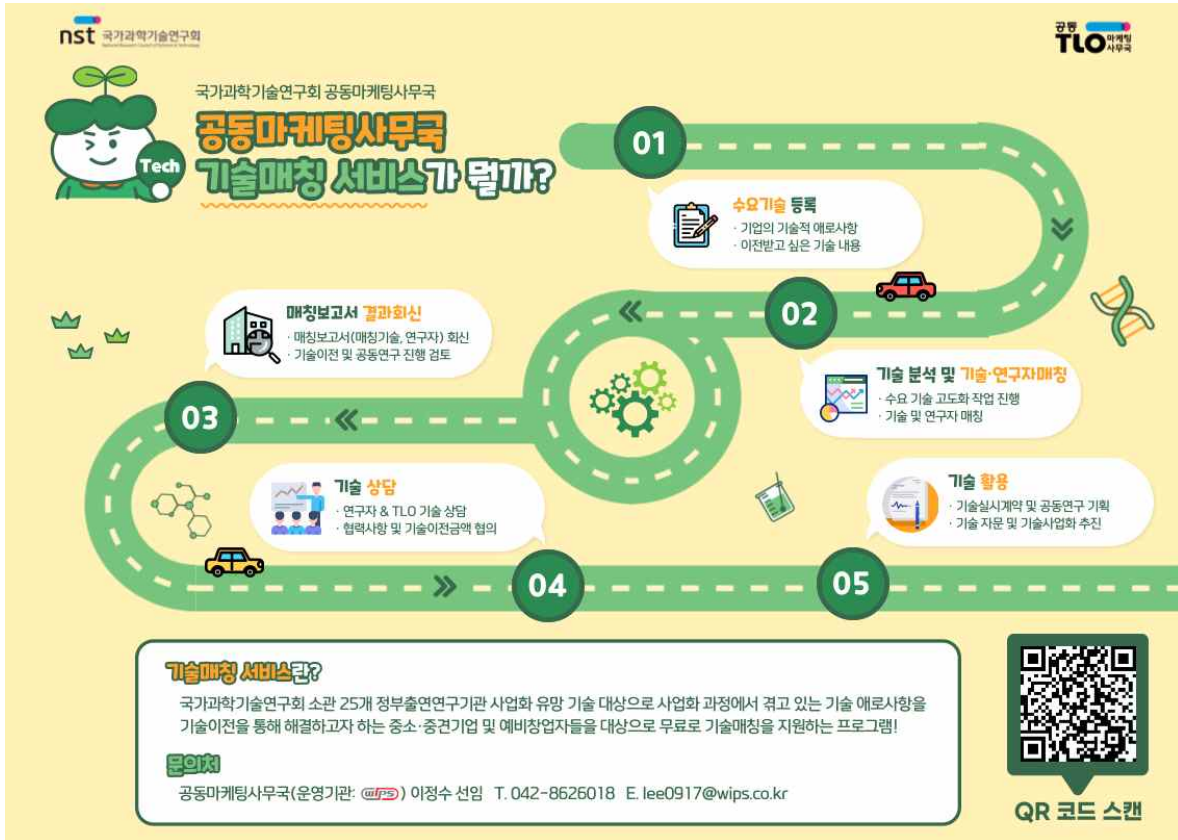 nst 국가과학기술연구회
National Research Council of Science & Technology
공동
TLO 마케팅
사무국
국가과학기술연구회 공동마케팅사무국
공동마케팅사무국
기술매칭 서비스가 뭘까?
Tech
01
수요기술 등록
· 기업의 기술적 애로사항
· 이전받고 싶은 기술 내용
02
기술 분석 및 기술·연구자매칭
· 수요 기술 고도화 작업 진행
· 기술 및 연구자 매칭
매칭보고서 결과회신
· 매칭보고서(매칭기술, 연구자) 회신
· 기술이전 및 공동연구 진행 검토
03
기술 상담
· 연구자 & TLO 기술 상담
· 협력사항 및 기술이전금액 협의
04
기술 활용
· 기술실시계약 및 공동연구 기획
· 기술 자문 및 기술사업화 추진
05
기술매칭 서비스란?
국가과학기술연구회 소관 25개 정부출연연구기관 사업화 유망 기술 대상으로 사업화 과정에서 겪고 있는 기술 애로사항을
기술이전을 통해 해결하고자 하는 중소·중견기업 및 예비창업자들을 대상으로 무료로 기술매칭을 지원하는 프로그램!
문의처
공동마케팅사무국(운영기관: wips) 이정수 선임 T. 042-8626018 E. lee0917@wips.co.kr
QR 코드 스캔